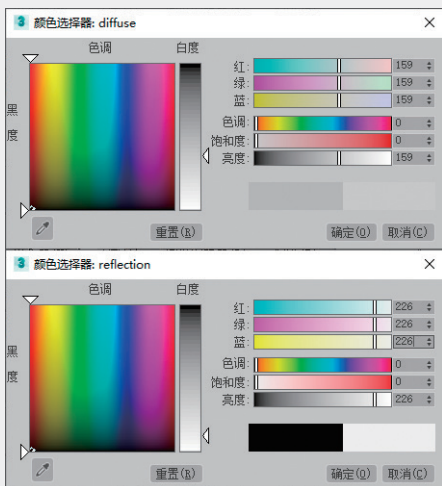 3 颜色选择器: diffuse
色调 白度
黑度
红: 159
绿: 159
蓝: 159
色调: 0
饱和度: 0
亮度: 159
重置(R) 确定(O) 取消(C)
3 颜色选择器: reflection
色调 白度
黑度
红: 226
绿: 226
蓝: 226
色调: 0
饱和度: 0
亮度: 226
重置(R) 确定(O) 取消(C)